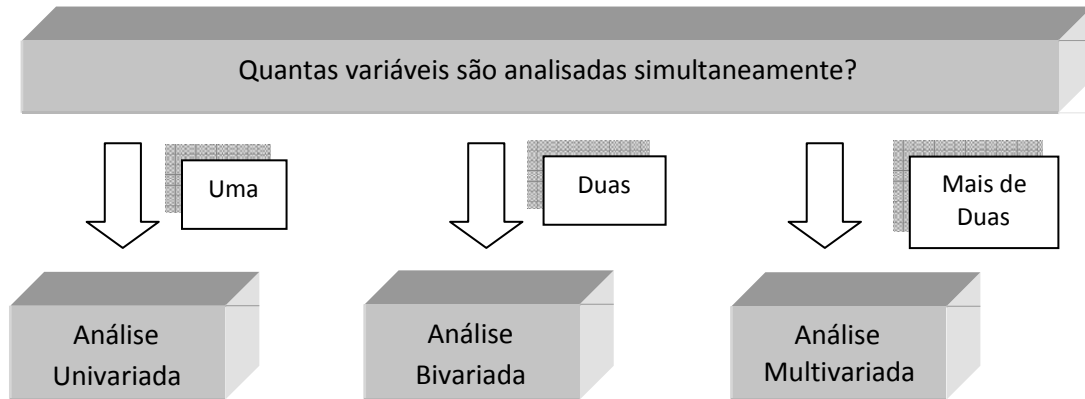 Quantas variáveis são analisadas simultaneamente?
Uma
Duas
Mais de
Duas
Análise
Univariada
Análise
Bivariada
Análise
Multivariada